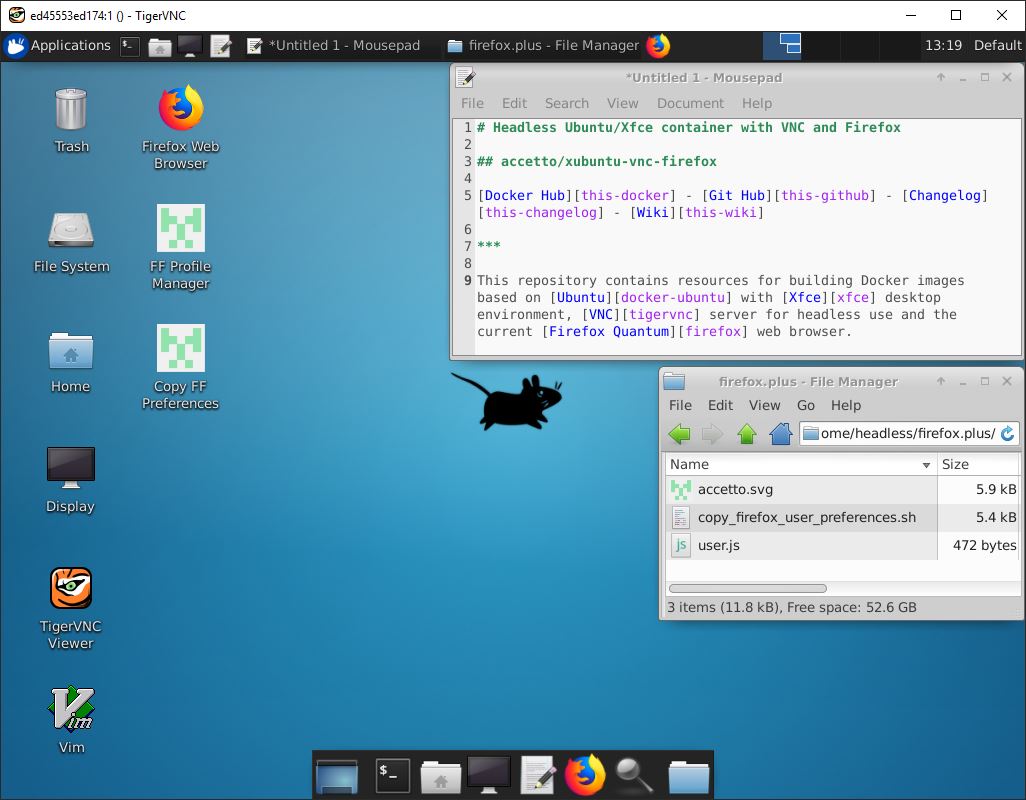 ed45553ed174:1 () - TigerVNC
Applications
*Untitled 1 - Mousepad
firefox.plus - File Manager
13:19
Default
Trash
Firefox Web
Browser
File System
FF Profile
Manager
Home
Copy FF
Preferences
Display
TigerVNC
Viewer
Vim
*Untitled 1 - Mousepad
File Edit Search View Document Help
1 # Headless Ubuntu/Xfce container with VNC and Firefox
2
3 ## accetto/xubuntu-vnc-firefox
4
5 [Docker Hub][this-docker] - [Git Hub][this-github] - [Changelog]
[this-changelog] - [Wiki][this-wiki]
6
7 ***
8
9 This repository contains resources for building Docker images
based on [Ubuntu][docker-ubuntu] with [Xfce][xfce] desktop
environment, [VNC][tigervnc] server for headless use and the
current [Firefox Quantum][firefox] web browser.
firefox.plus - File Manager
File Edit View Go Help
ome/headless/firefox.plus/
Name Size
accetto.svg 5.9 kB
copy_firefox_user_preferences.sh 5.4 kB
js user.js 472 bytes
3 items (11.8 kB), Free space: 52.6 GB
$_